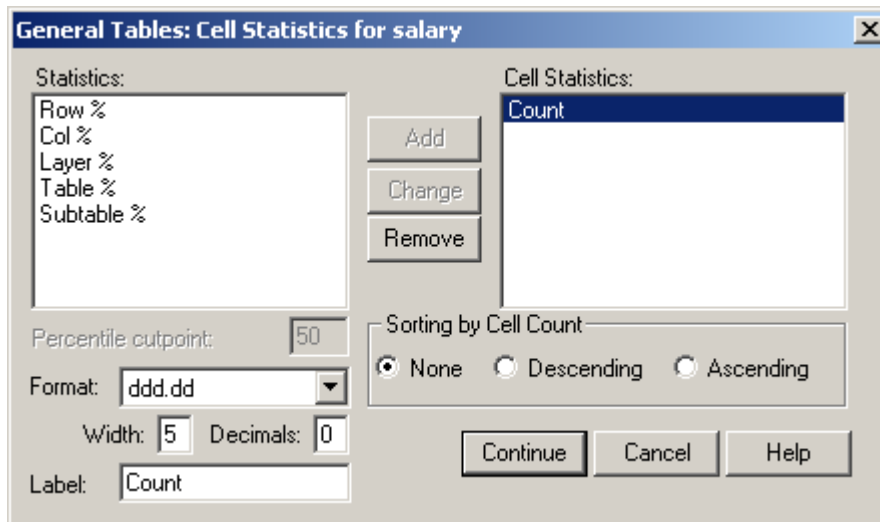 General Tables: Cell Statistics for salary
Statistics:
Row %
Col %
Layer %
Table %
Subtable %
Add
Change
Remove
Cell Statistics:
Count
Percentile cutpoint: 50
Format: ddd.dd
Width: 5 Decimals: 0
Label: Count
Sorting by Cell Count
None Descending Ascending
Continue Cancel Help